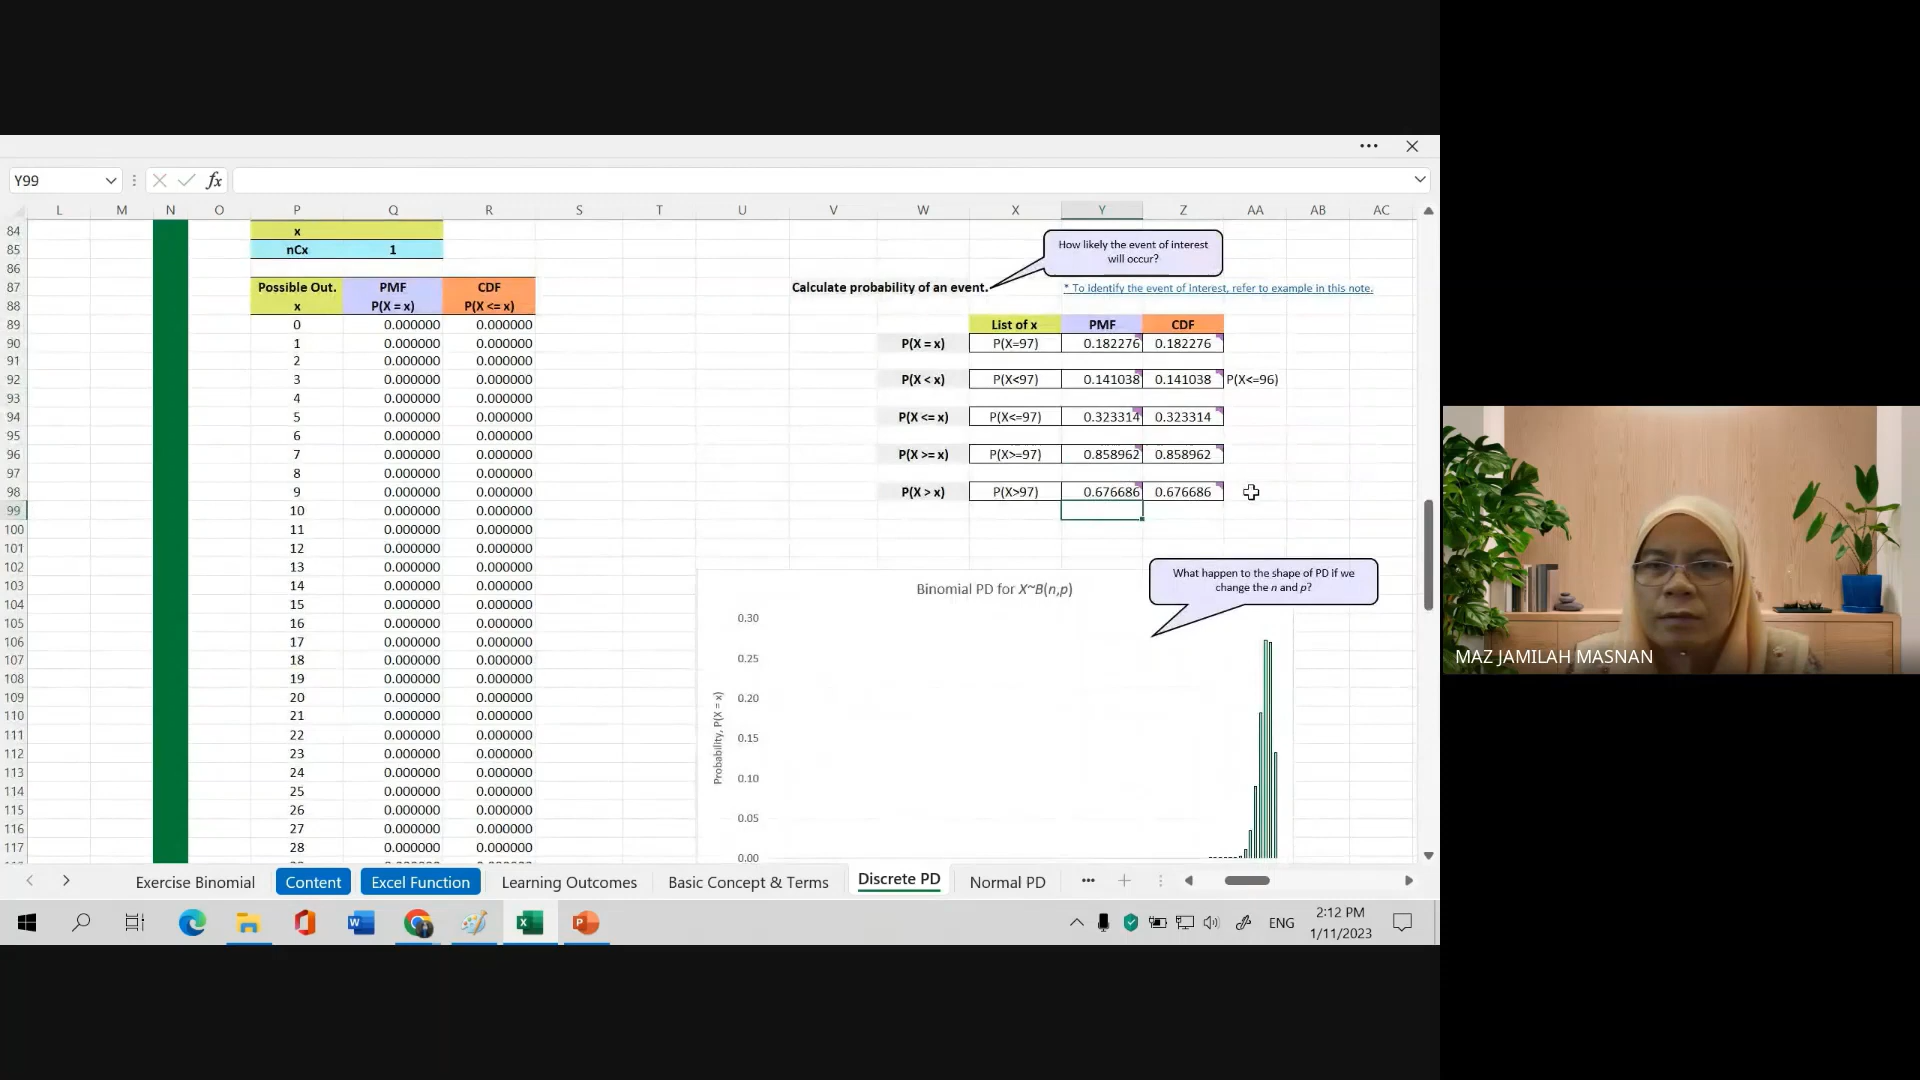 Y99
fx
L M N O P Q R S T U V W X Y Z AA AB AC
84 x
85 nCx 1
86
How likely the event of interest
will occur?
87 Possible Out. PMF CDF
88 x P(X = x) P(X <= x)
Calculate probability of an event.
* To identify the event of interest, refer to example in this note.
89 0 0.000000 0.000000
List of x PMF CDF
90 1 0.000000 0.000000
P(X = x) P(X=97) 0.182276 0.182276
91 2 0.000000 0.000000
92 3 0.000000 0.000000
P(X < x) P(X<97) 0.141038 0.141038 P(X<=96)
93 4 0.000000 0.000000
94 5 0.000000 0.000000
P(X <= x) P(X<=97) 0.323314 0.323314
95 6 0.000000 0.000000
96 7 0.000000 0.000000
P(X >= x) P(X>=97) 0.858962 0.858962
97 8 0.000000 0.000000
98 9 0.000000 0.000000
P(X > x) P(X>97) 0.676686 0.676686
99 10 0.000000 0.000000
100 11 0.000000 0.000000
101 12 0.000000 0.000000
102 13 0.000000 0.000000
103 14 0.000000 0.000000
104 15 0.000000 0.000000
105 16 0.000000 0.000000
106 17 0.000000 0.000000
107 18 0.000000 0.000000
108 19 0.000000 0.000000
109 20 0.000000 0.000000
110 21 0.000000 0.000000
111 22 0.000000 0.000000
112 23 0.000000 0.000000
113 24 0.000000 0.000000
114 25 0.000000 0.000000
115 26 0.000000 0.000000
116 27 0.000000 0.000000
117 28 0.000000 0.000000
Binomial PD for X~B(n,p)
What happen to the shape of PD if we
change the n and p?
Probability, P(X = x)
0.30
0.25
0.20
0.15
0.10
0.05
0.00
Exercise Binomial Content Excel Function Learning Outcomes Basic Concept & Terms Discrete PD Normal PD
ENG
2:12 PM
1/11/2023
MAZ JAMILAH MASNAN